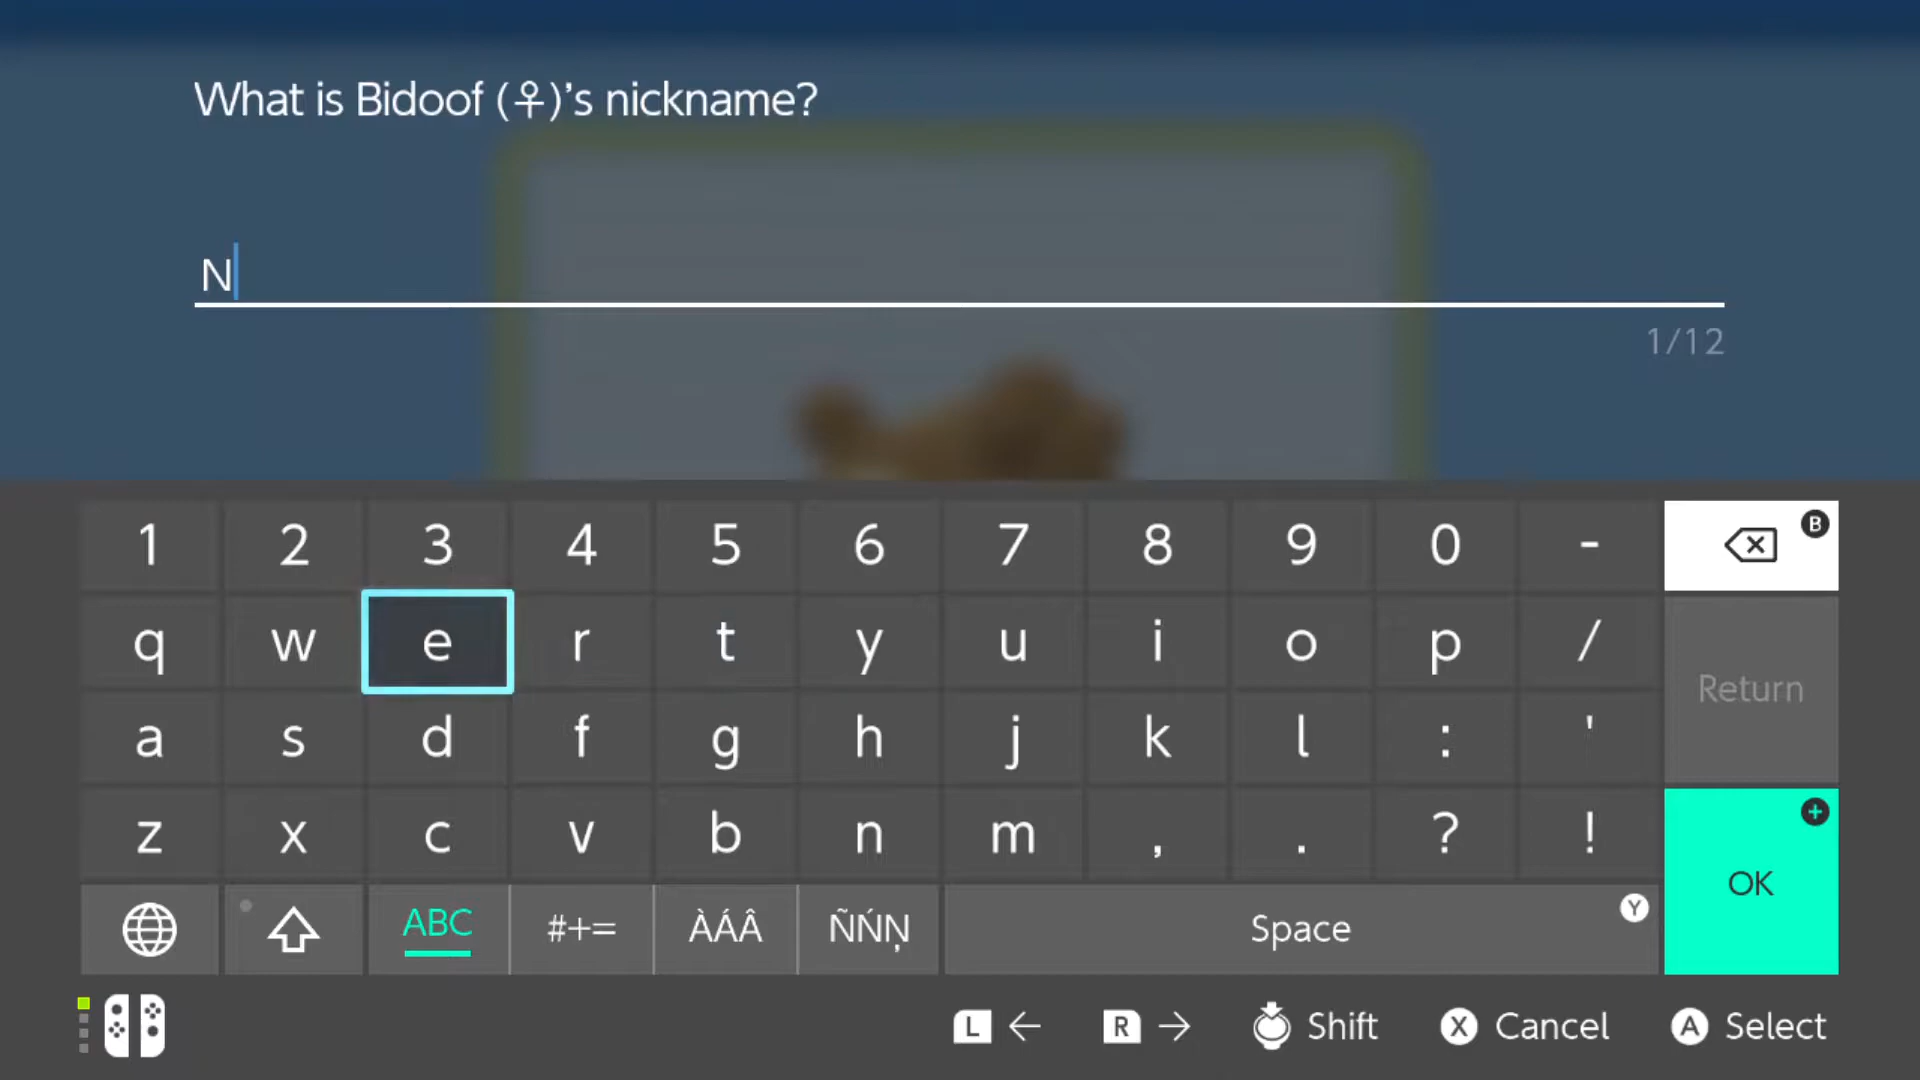 What is Bidoof (♀)’s nickname?
N
1/12
1 2 3 4 5 6 7 8 9 0 - B
q w e r t y u i o p /
Return
a s d f g h j k l : '
z x c v b n m , . ? ! +
OK
ABC #+= ÀÁÂ ÑŃŅ Space Y
L ← R → Shift X Cancel A Select